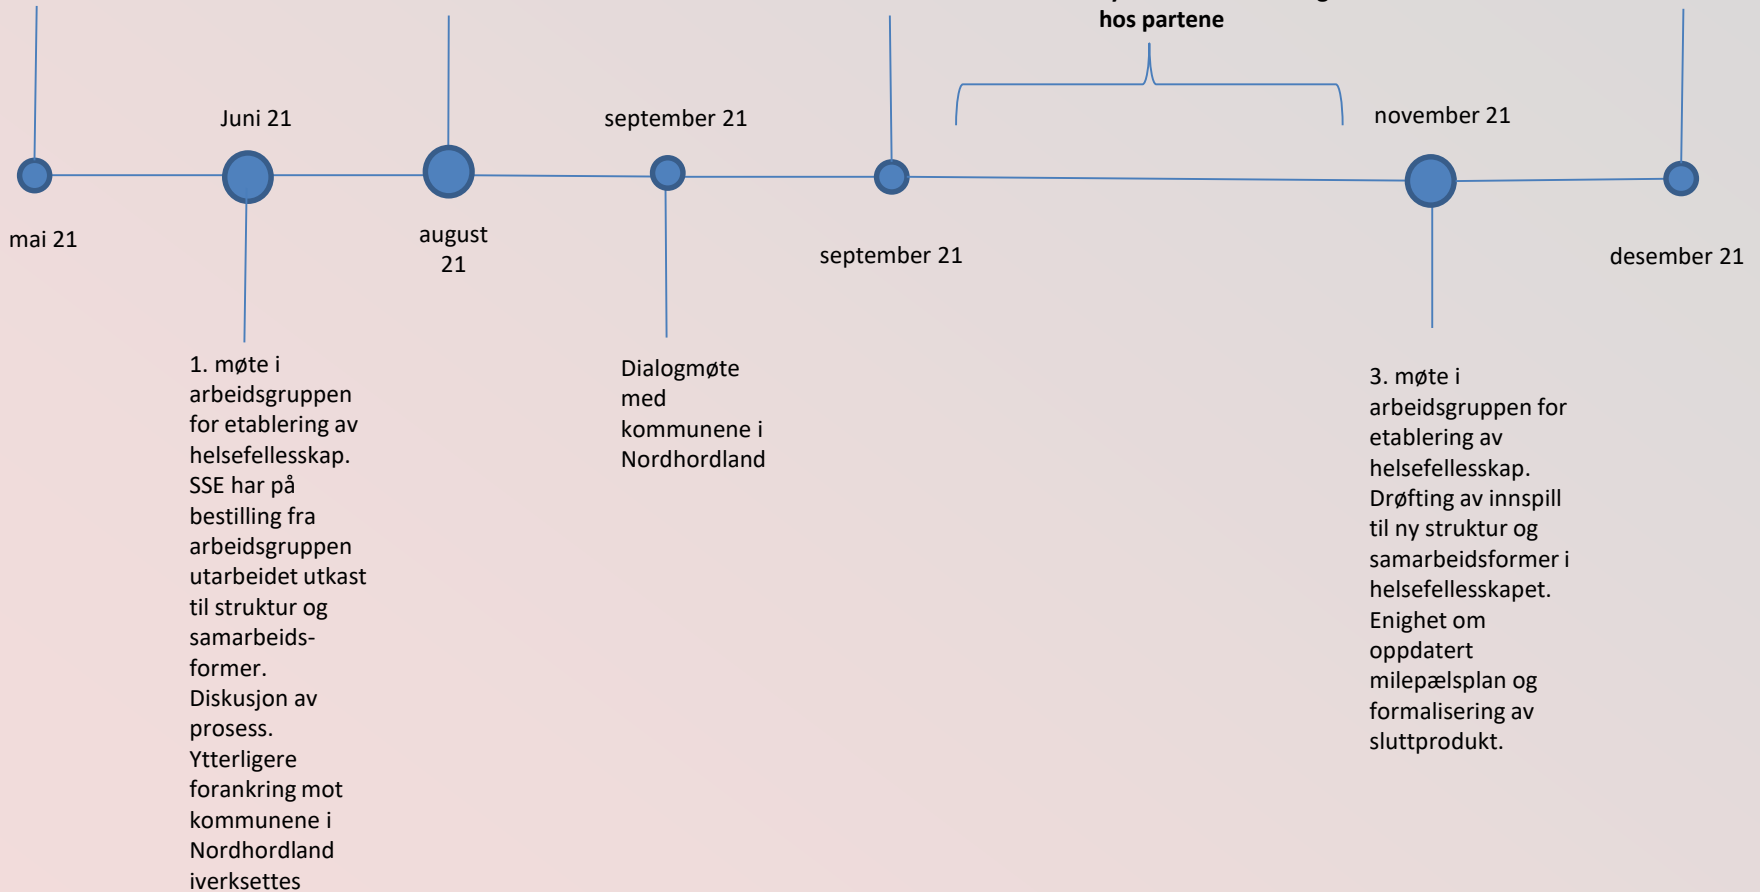 hos partene
Juni 21
september 21
november 21
mai 21
august
21
september 21
desember 21
1. møte i
arbeidsgruppen
for etablering av
helsefellesskap.
SSE har på
bestilling fra
arbeidsgruppen
utarbeidet utkast
til struktur og
samarbeids-
former.
Diskusjon av
prosess.
Ytterligere
forankring mot
kommunene i
Nordhordland
iverksettes
Dialogmøte
med
kommunene i
Nordhordland
3. møte i
arbeidsgruppen for
etablering av
helsefellesskap.
Drøfting av innspill
til ny struktur og
samarbeidsformer i
helsefellesskapet.
Enighet om
oppdatert
milepælsplan og
formalisering av
sluttprodukt.